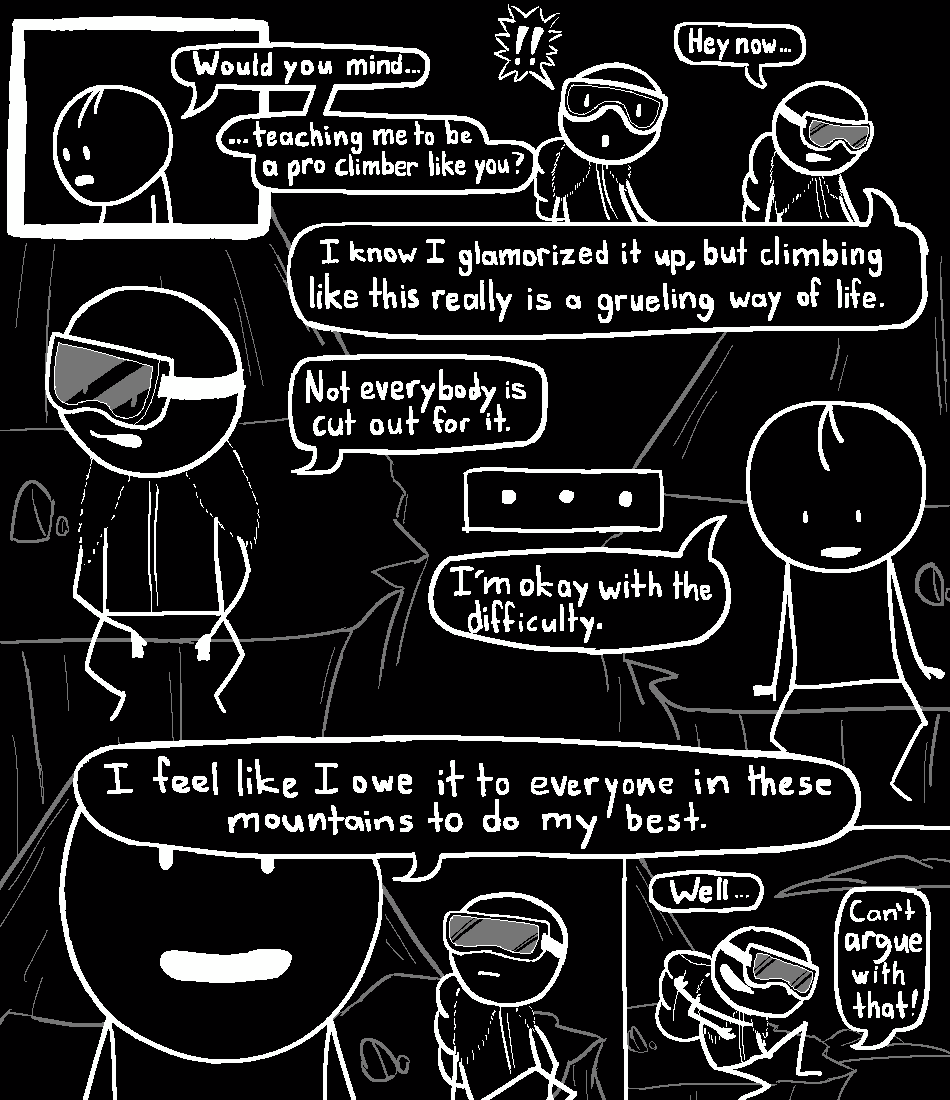 Would you mind...
...teaching me to be
a pro climber like you?
!!
Hey now...
I know I glamorized it up, but climbing
like this really is a grueling way of life.
Not everybody is
cut out for it.
...
I'm okay with the
difficulty.
I feel like I owe it to everyone in these
mountains to do my best.
Well...
Can't
argue
with
that!